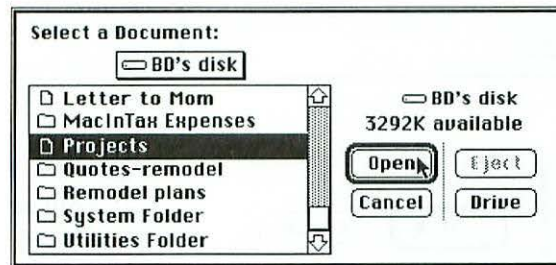 Select a Document:
BD's disk
Letter to Mom
MacInTax Expenses
Projects
Quotes-remodel
Remodel plans
System Folder
Utilities Folder
BD's disk
3292K available
Open
Eject
Cancel
Drive